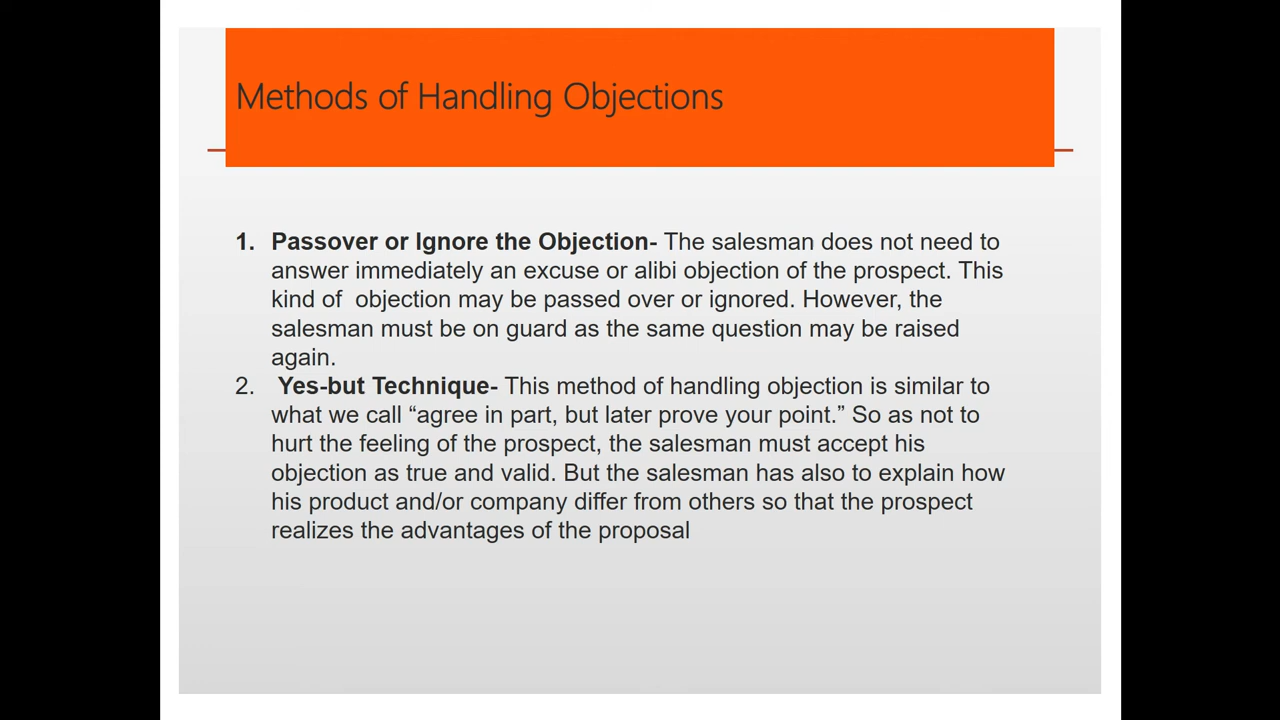 Methods of Handling Objections
1. Passover or Ignore the Objection- The salesman does not need to
answer immediately an excuse or alibi objection of the prospect. This
kind of  objection may be passed over or ignored. However, the
salesman must be on guard as the same question may be raised
again.
2. Yes-but Technique- This method of handling objection is similar to
what we call “agree in part, but later prove your point.” So as not to
hurt the feeling of the prospect, the salesman must accept his
objection as true and valid. But the salesman has also to explain how
his product and/or company differ from others so that the prospect
realizes the advantages of the proposal